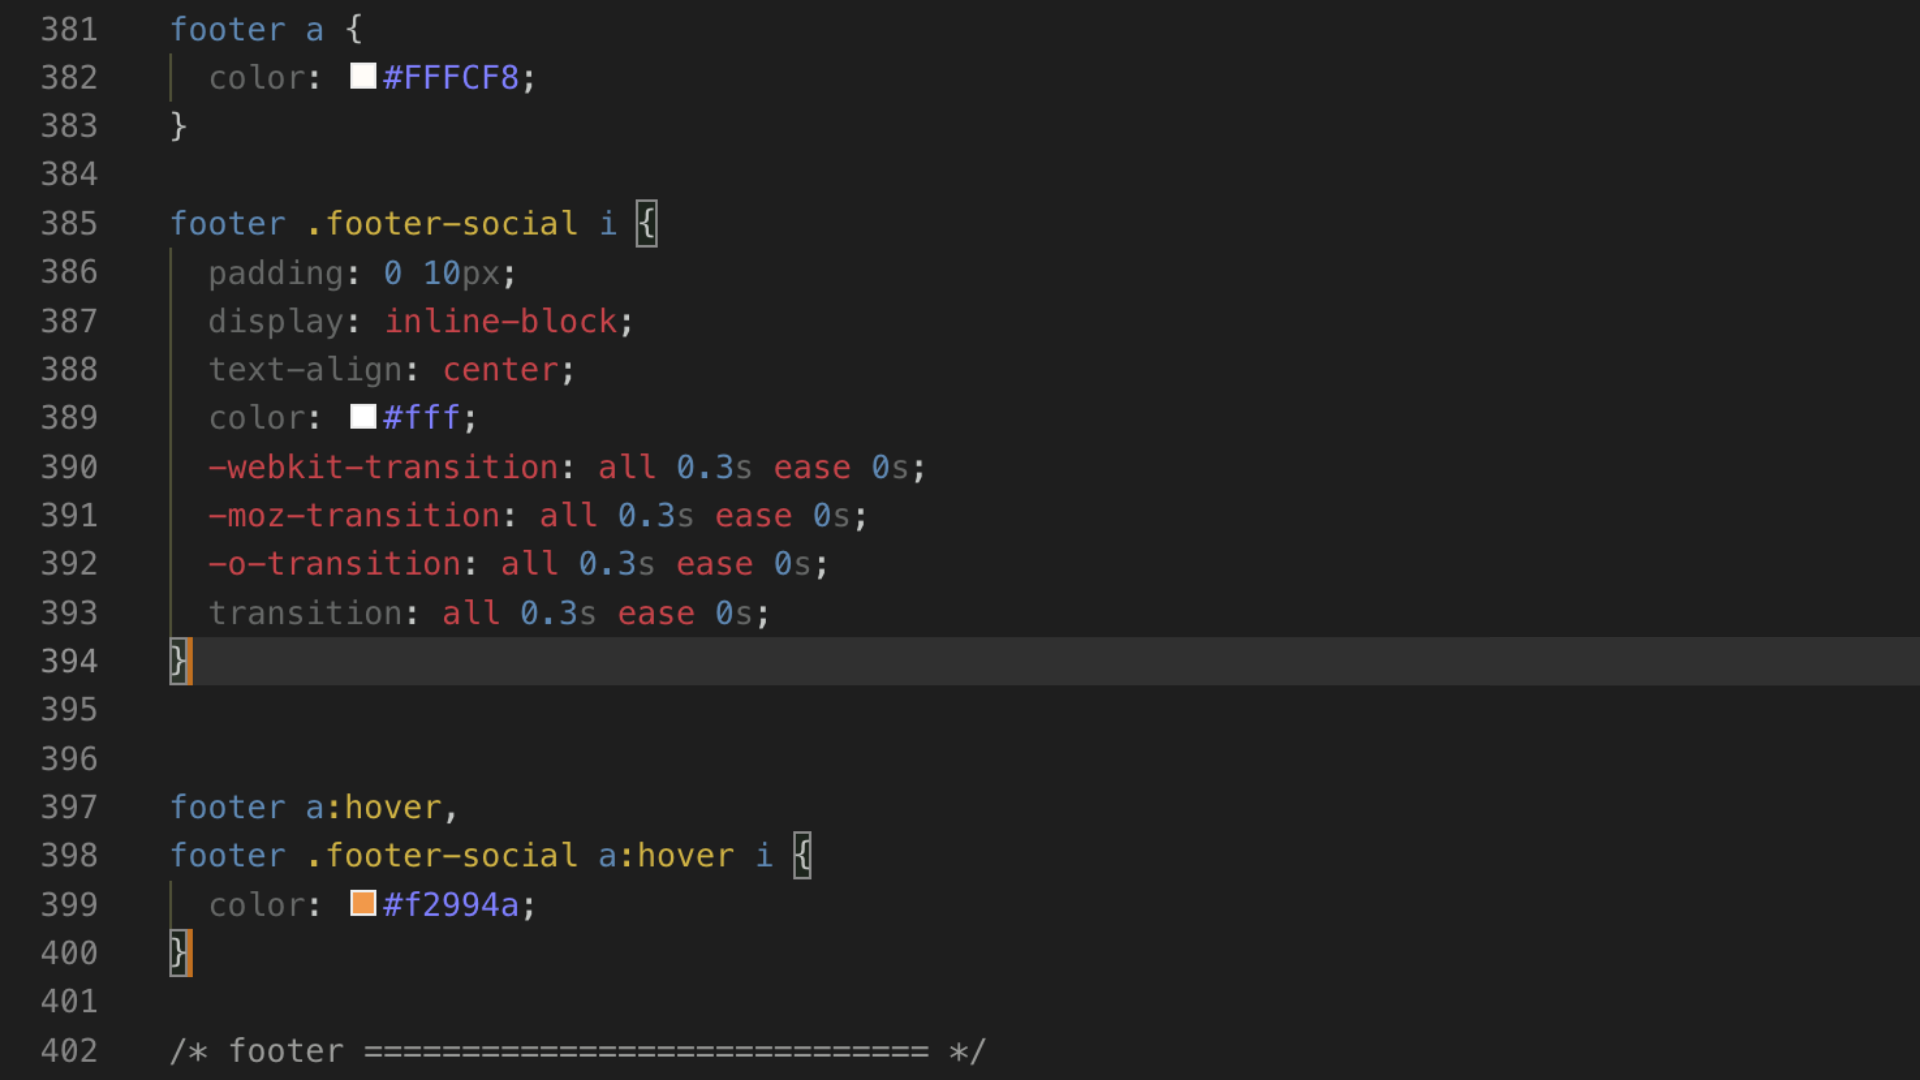 381 footer a {
382 color: #FFFCF8;
383 }
384
385 footer .footer-social i {
386 padding: 0 10px;
387 display: inline-block;
388 text-align: center;
389 color: #fff;
390 -webkit-transition: all 0.3s ease 0s;
391 -moz-transition: all 0.3s ease 0s;
392 -o-transition: all 0.3s ease 0s;
393 transition: all 0.3s ease 0s;
394 }
395
396
397 footer a:hover,
398 footer .footer-social a:hover i {
399 color: #f2994a;
400 }
401
402 /* footer ============================= */